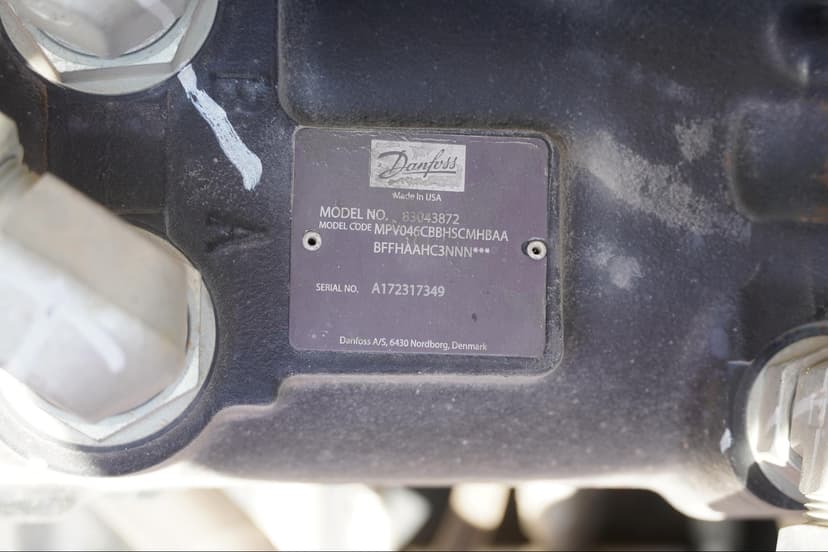 Danfoss
Made in USA
MODEL NO. 83043872
MODEL CODE MPV046CBBHSCMHBAA
BFFHAAHC3NNN***
SERIAL NO. A172317349
Danfoss A/S, 6430 Nordborg, Denmark